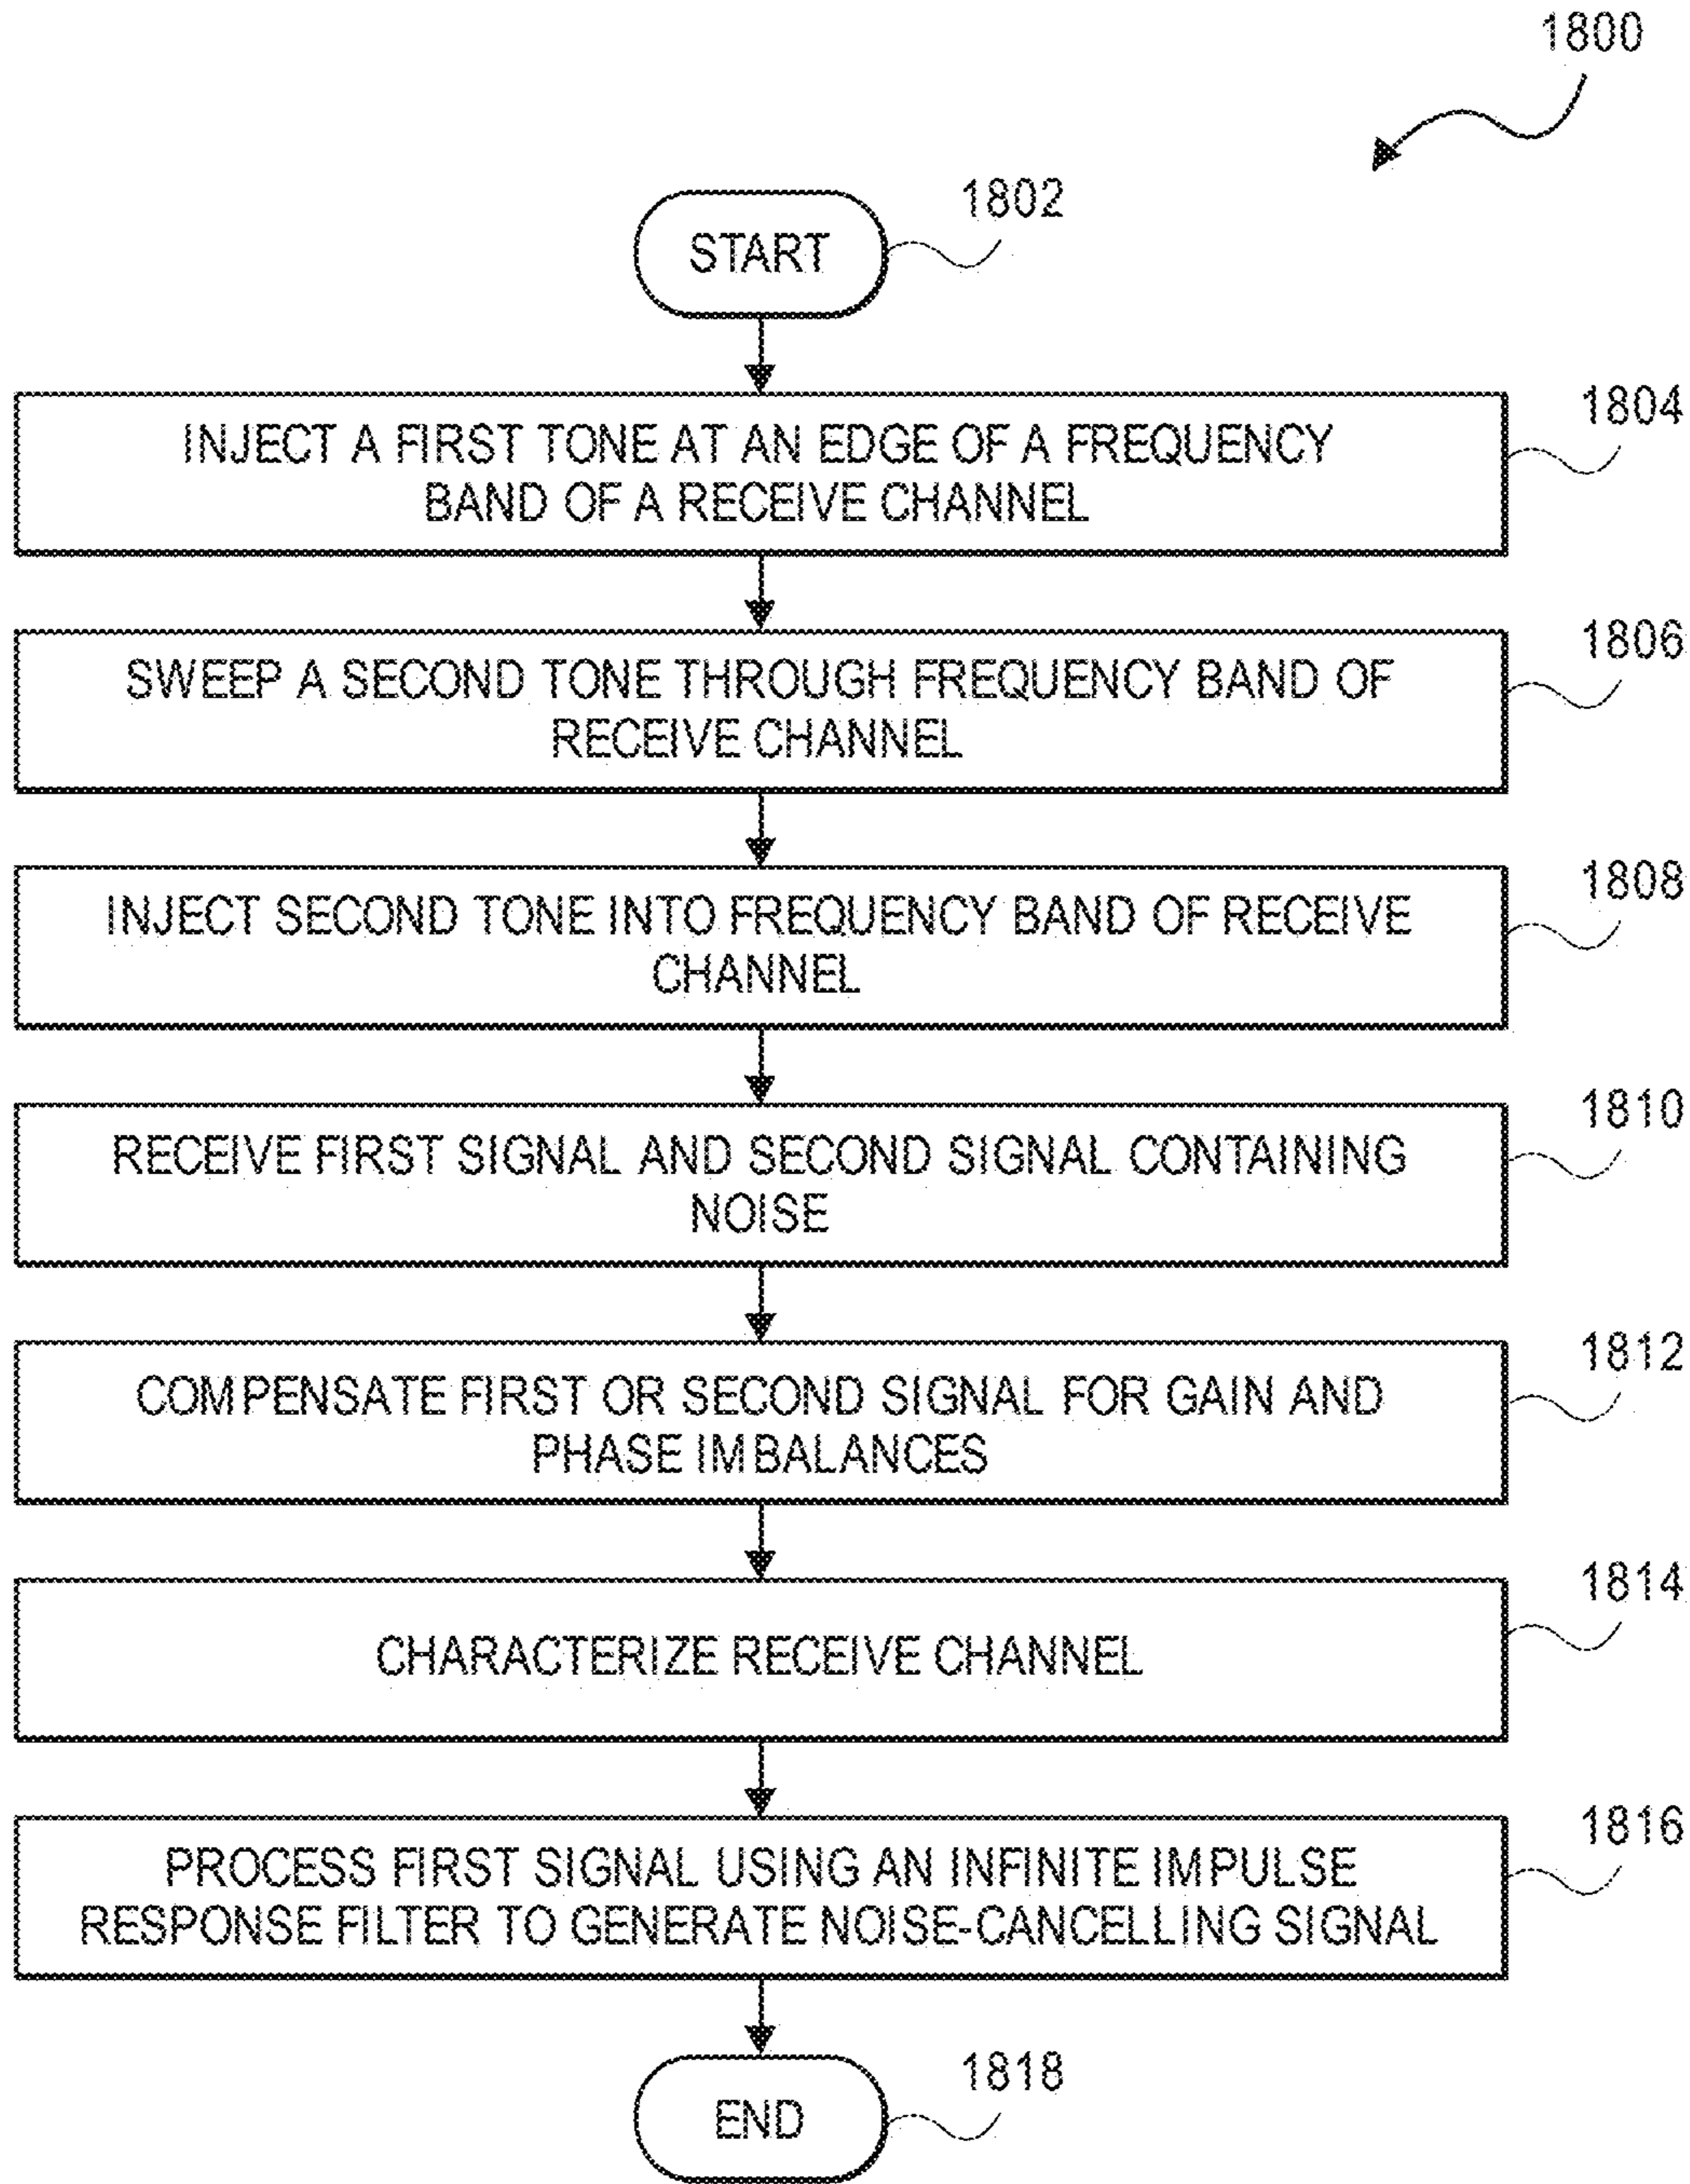 1800
1802
START
1804
INJECT A FIRST TONE AT AN EDGE OF A FREQUENCY
BAND OF A RECEIVE CHANNEL
1806
SWEEP A SECOND TONE THROUGH FREQUENCY BAND OF
RECEIVE CHANNEL
1808
INJECT SECOND TONE INTO FREQUENCY BAND OF RECEIVE
CHANNEL
1810
RECEIVE FIRST SIGNAL AND SECOND SIGNAL CONTAINING
NOISE
1812
COMPENSATE FIRST OR SECOND SIGNAL FOR GAIN AND
PHASE IMBALANCES
1814
CHARACTERIZE RECEIVE CHANNEL
1816
PROCESS FIRST SIGNAL USING AN INFINITE IMPULSE
RESPONSE FILTER TO GENERATE NOISE-CANCELLING SIGNAL
1818
END